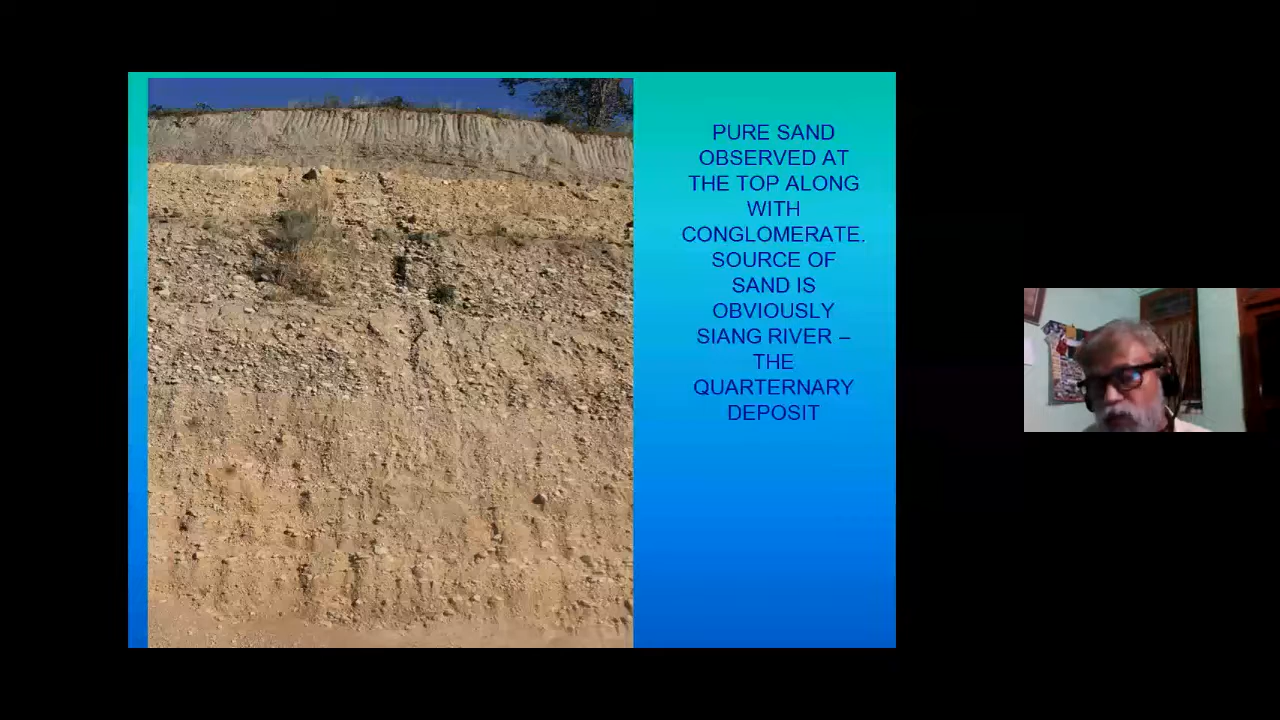 PURE SAND
OBSERVED AT
THE TOP ALONG
WITH
CONGLOMERATE.
SOURCE OF
SAND IS
OBVIOUSLY
SIANG RIVER –
THE
QUARTERNARY
DEPOSIT